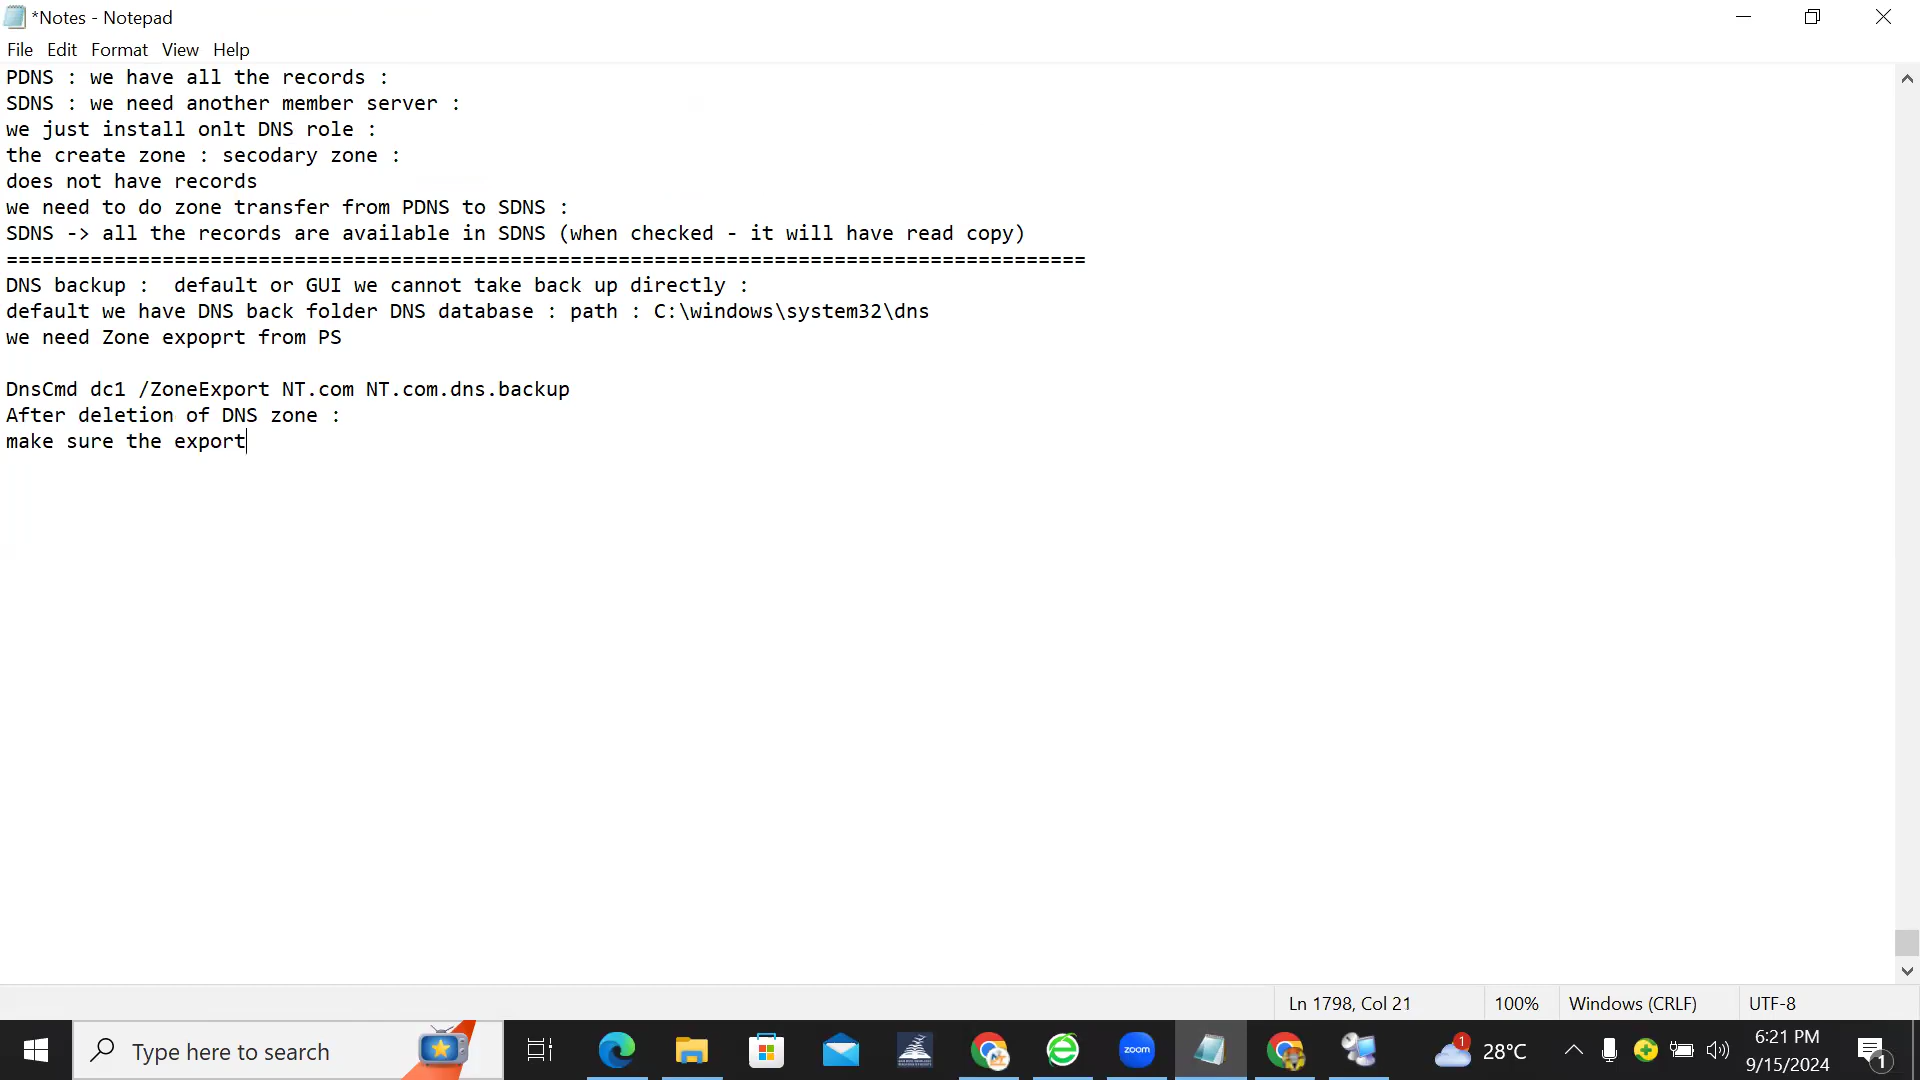 *Notes - Notepad
File Edit Format View Help
PDNS : we have all the records :
SDNS : we need another member server :
we just install onlt DNS role :
the create zone : secodary zone :
does not have records
we need to do zone transfer from PDNS to SDNS :
SDNS -> all the records are available in SDNS (when checked - it will have read copy)
==========================================================================================
DNS backup :  default or GUI we cannot take back up directly :
default we have DNS back folder DNS database : path : C:\windows\system32\dns
we need Zone expoprt from PS
DnsCmd dc1 /ZoneExport NT.com NT.com.dns.backup
After deletion of DNS zone :
make sure the export
Ln 1798, Col 21 100% Windows (CRLF) UTF-8
Type here to search
zoom
1
28°C
6:21 PM
9/15/2024
1